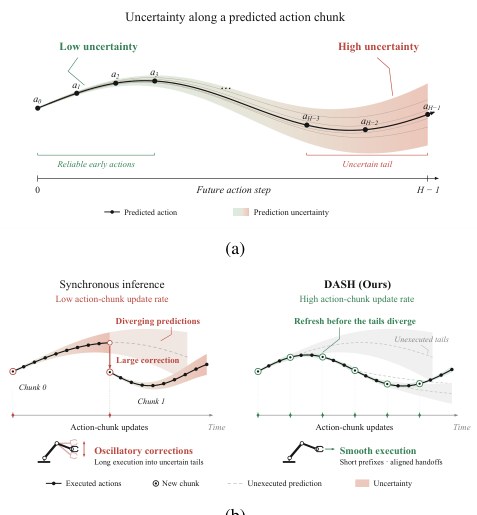 Uncertainty along a predicted action chunk
Low uncertainty
High uncertainty
a0
a1
a2
a3
...
aH−3
aH−2
aH−1
Reliable early actions
Uncertain tail
0
Future action step
H − 1
Predicted action
Prediction uncertainty
(a)
Synchronous inference
Low action-chunk update rate
Diverging predictions
Large correction
Chunk 0
Chunk 1
Action-chunk updates
Time
Oscillatory corrections
Long execution into uncertain tails
DASH (Ours)
High action-chunk update rate
Refresh before the tails diverge
Unexecuted tails
Action-chunk updates
Time
Smooth execution
Short prefixes · aligned handoffs
Executed actions
New chunk
Unexecuted prediction
Uncertainty
(b)